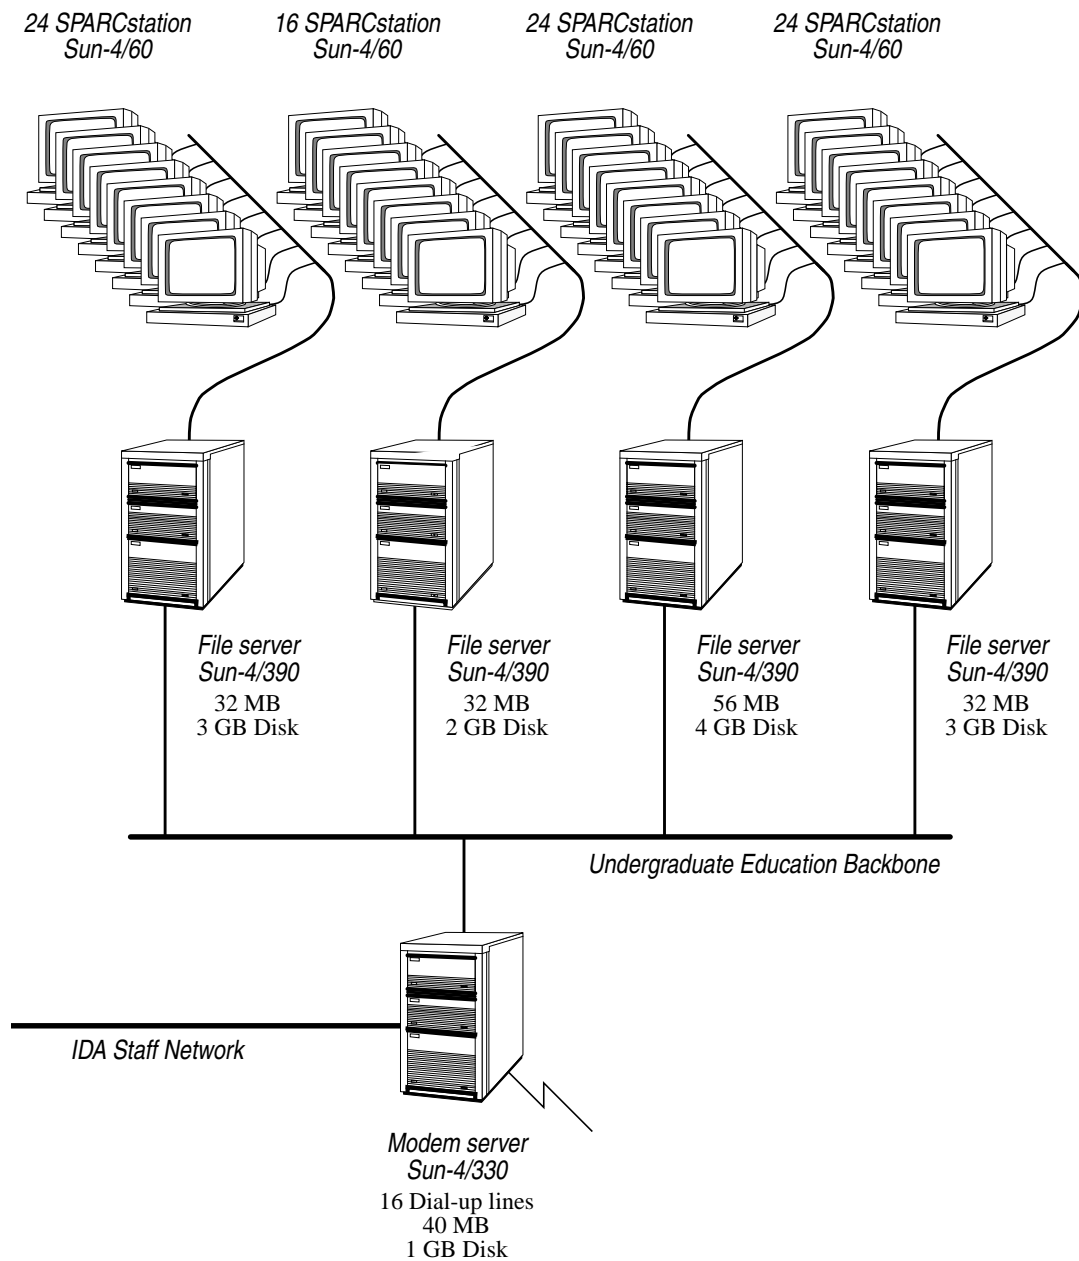 24 SPARCstation
Sun-4/60
16 SPARCstation
Sun-4/60
24 SPARCstation
Sun-4/60
24 SPARCstation
Sun-4/60
File server
Sun-4/390
32 MB
3 GB Disk
File server
Sun-4/390
32 MB
2 GB Disk
File server
Sun-4/390
56 MB
4 GB Disk
File server
Sun-4/390
32 MB
3 GB Disk
Undergraduate Education Backbone
IDA Staff Network
Modem server
Sun-4/330
16 Dial-up lines
40 MB
1 GB Disk